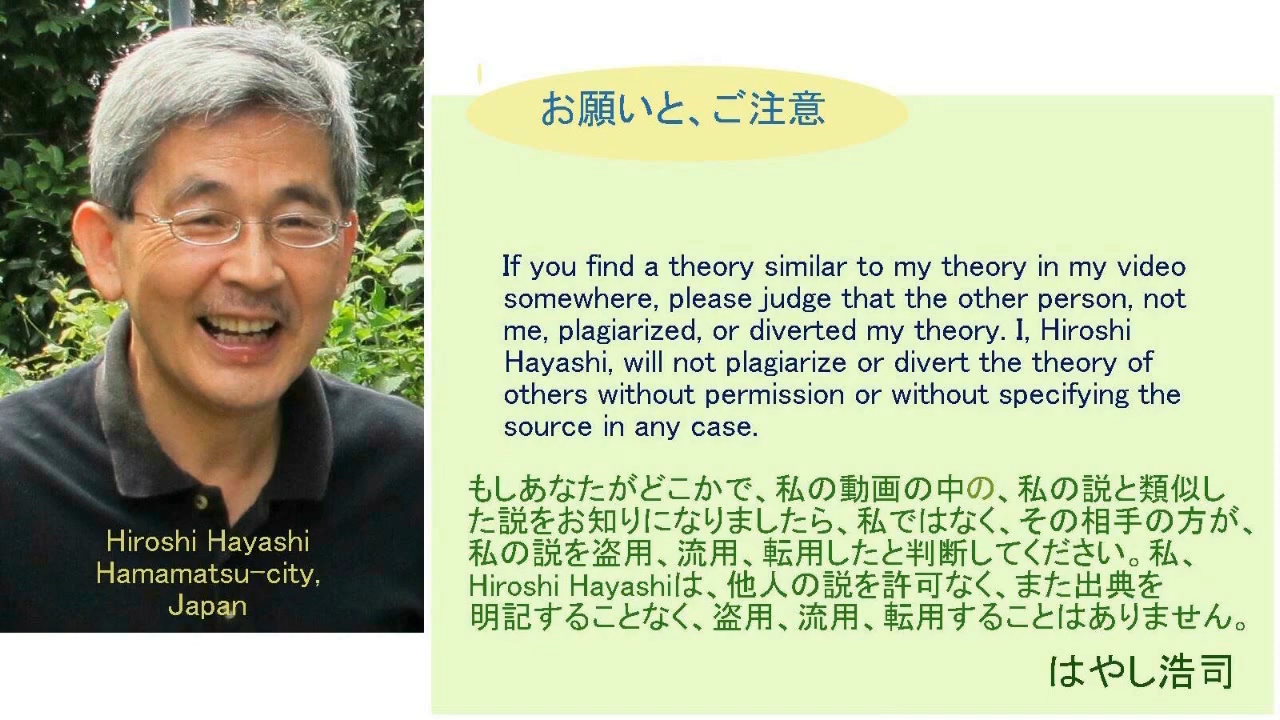 お願いと、ご注意
If you find a theory similar to my theory in my video
somewhere, please judge that the other person, not
me, plagiarized, or diverted my theory. I, Hiroshi
Hayashi, will not plagiarize or divert the theory of
others without permission or without specifying the
source in any case.
もしあなたがどこかで、私の動画の中の、私の説と類似し
た説をお知りになりましたら、私ではなく、その相手の方が、
私の説を盗用、流用、転用したと判断してください。私、
Hiroshi Hayashiは、他人の説を許可なく、また出典を
明記することなく、盗用、流用、転用することはありません。
はやし浩司
Hiroshi Hayashi
Hamamatsu-city,
Japan